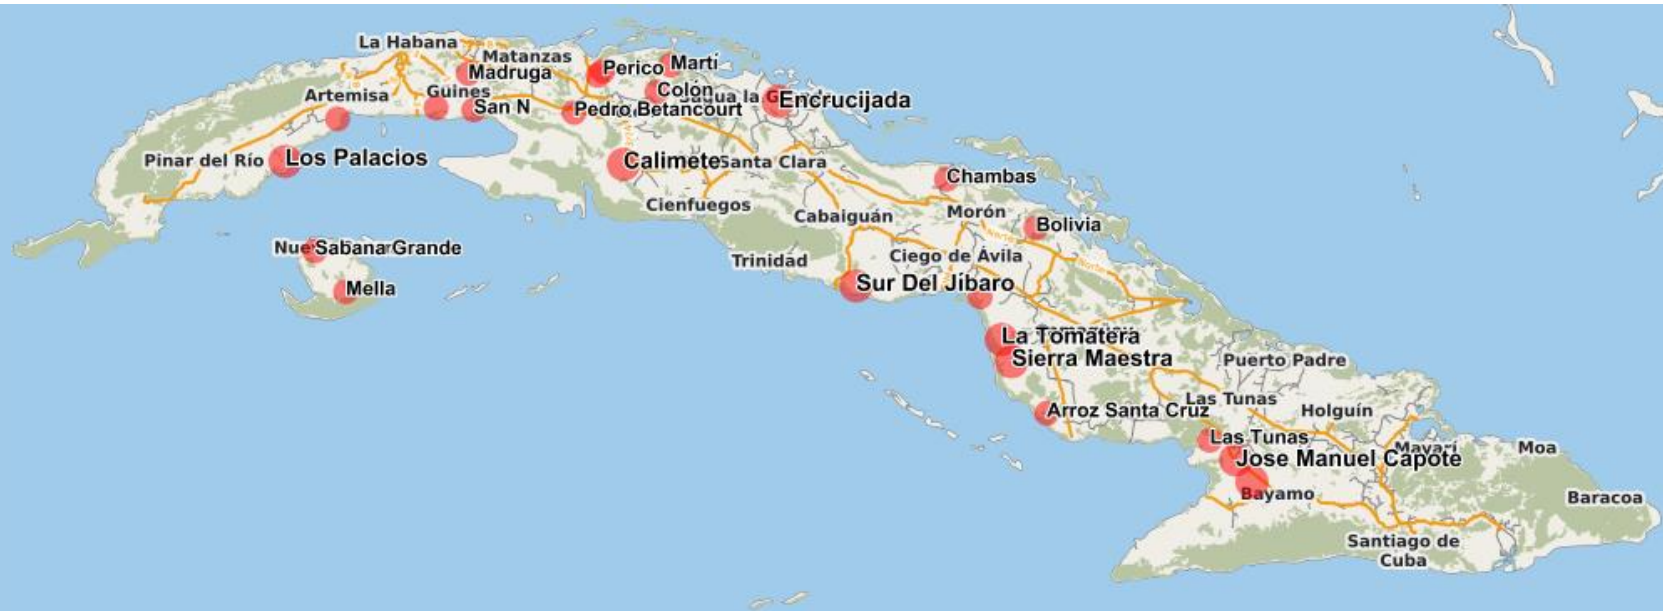 La Habana
Matanzas
Martí
Perico
Madruga
Colón
Güines
Artemisa
Encrucijada
San N
Pedro Betancourt
Los Palacios
Pinar del Río
Calimete
Santa Clara
Chambas
Cienfuegos
Cabaiguán
Morón
Bolivia
Sabana Grande
Ciego de Ávila
Trinidad
Norte
Norte
Mella
Sur Del Jíbaro
La Tomatera
Sierra Maestra
Puerto Padre
Las Tunas
Arroz Santa Cruz
Holguín
Las Tunas
Mayarí
Moa
Jose Manuel Capote
Bayamo
Baracoa
Santiago de
Cuba